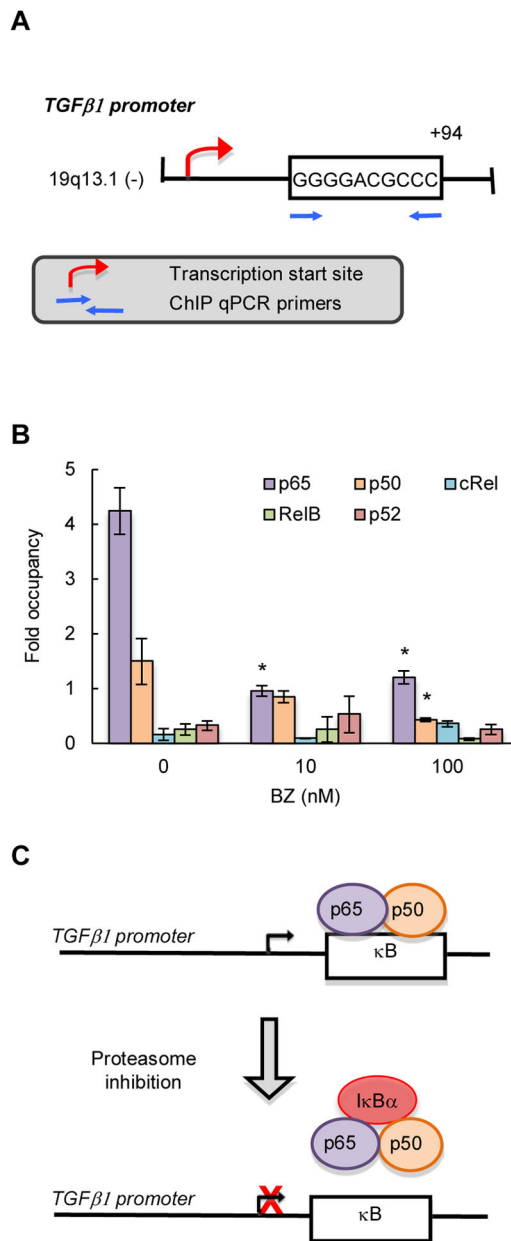 A
TGFβ1 promoter
+94
19q13.1 (-)
GGGGACGCCC
Transcription start site
ChIP qPCR primers
B
5
4
3
2
1
0
Fold occupancy
p65 p50 cRel
RelB p52
*
*
*
0 10 100
BZ (nM)
C
p65 p50
TGFβ1 promoter
κB
Proteasome
inhibition
IκBα
p65 p50
X
TGFβ1 promoter
κB